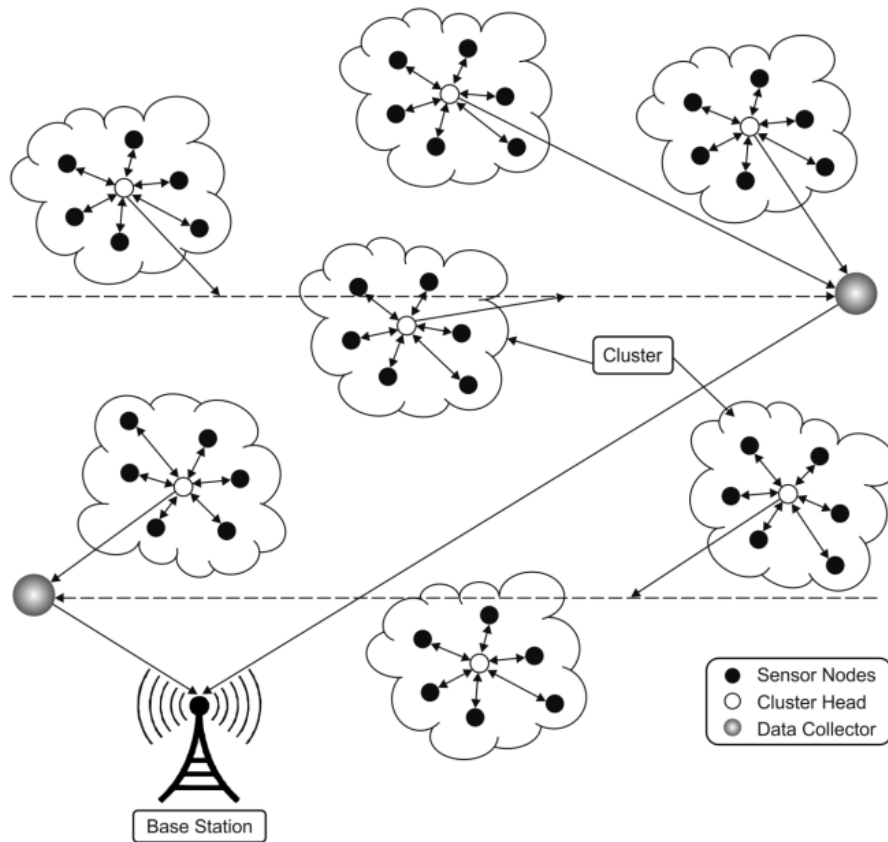 Cluster
Sensor Nodes
Cluster Head
Data Collector
Base Station